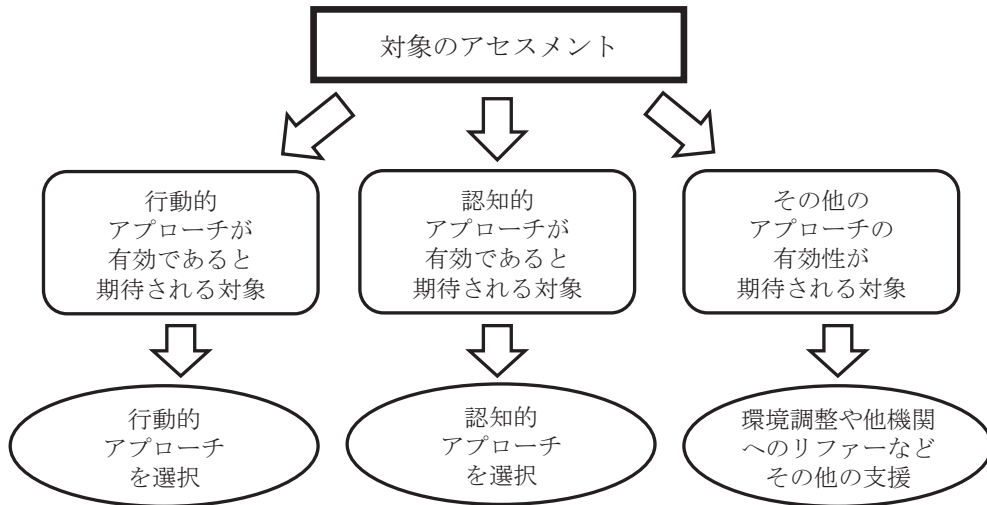 対象のアセスメント
行動的
アプローチが
有効であると
期待される対象
認知的
アプローチが
有効であると
期待される対象
その他の
アプローチの
有効性が
期待される対象
行動的
アプローチ
を選択
認知的
アプローチ
を選択
環境調整や他機関
へのリファーなど
その他の支援